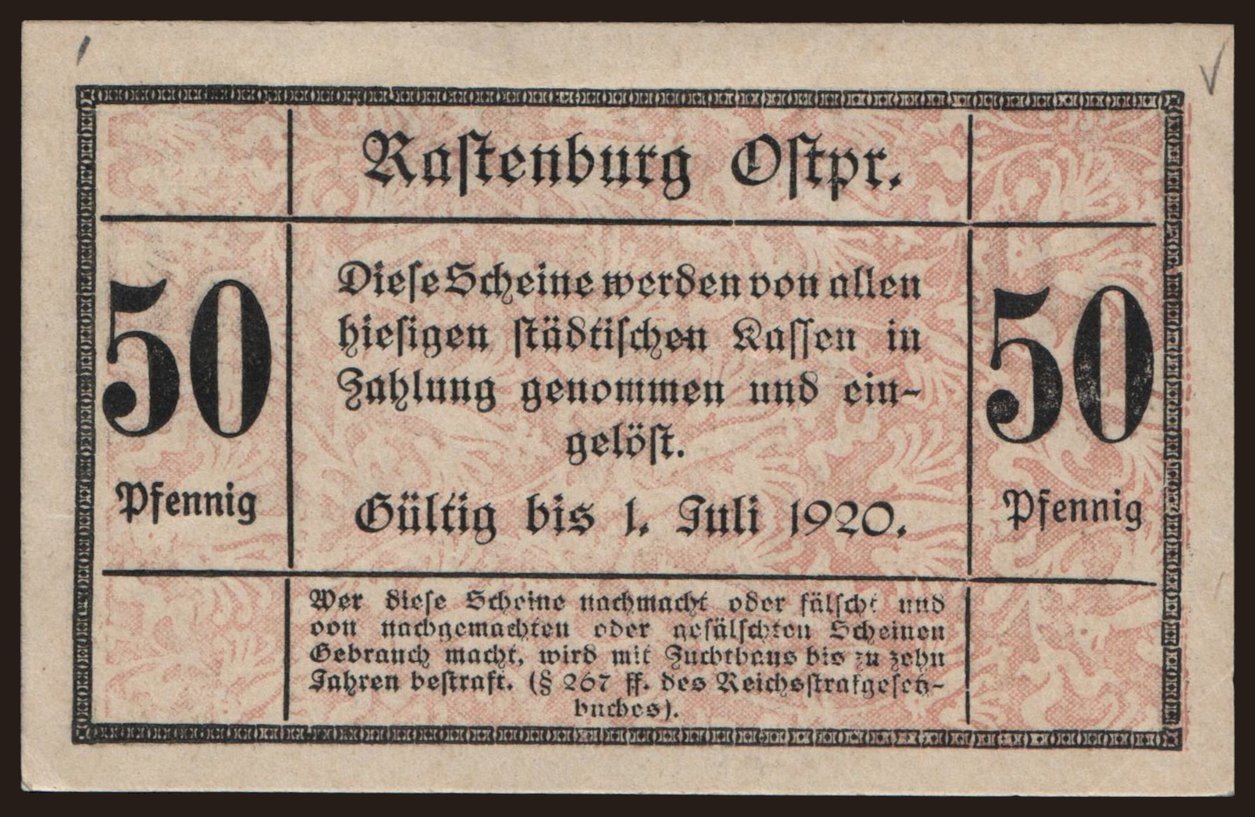 Rastenburg Ostpr.
50
Pfennig
Diese Scheine werden von allen
hiesigen städtischen Kassen in
Zahlung genommen und ein-
gelöst.
Gültig bis 1. Juli 1920.
50
Pfennig
Wer diese Scheine nachmacht oder fälscht und
von nachgemachten oder gefälschten Scheinen
Gebrauch macht, wird mit Zuchthaus bis zu zehn
Jahren bestraft. (§ 267 ff. des Reichsstrafgesetz-
buches).